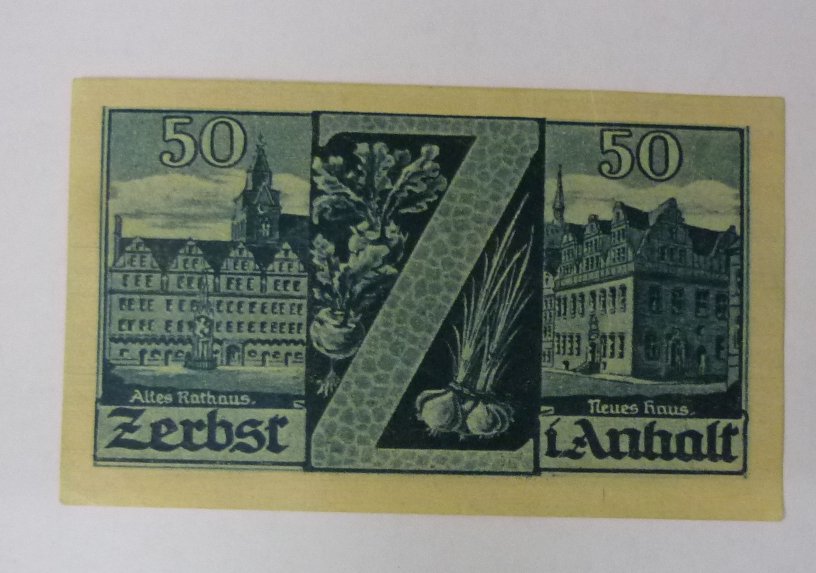 50
50
Z
Altes Rathaus.
Neues Haus.
Zerbst
i Anhalt